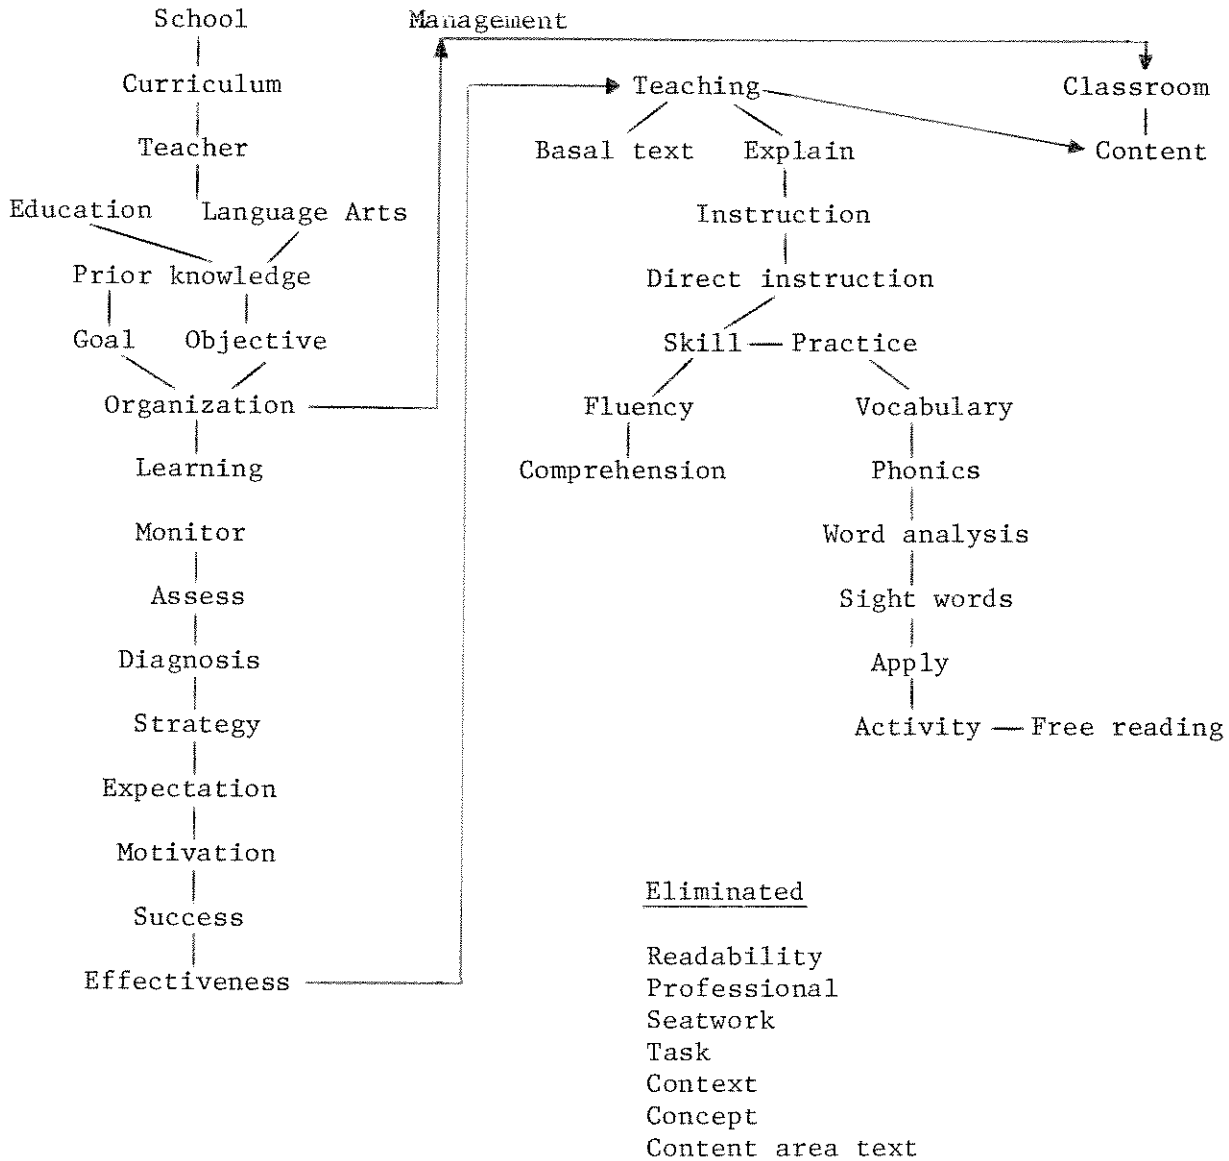 School
Management
Curriculum
Teaching
Classroom
Teacher
Basal text
Explain
Content
Education
Language Arts
Instruction
Prior knowledge
Direct instruction
Goal
Objective
Skill
Practice
Organization
Fluency
Vocabulary
Learning
Comprehension
Phonics
Monitor
Word analysis
Assess
Sight words
Diagnosis
Apply
Strategy
Activity
Free reading
Expectation
Motivation
Success
Effectiveness
Eliminated
Readability
Professional
Seatwork
Task
Context
Concept
Content area text